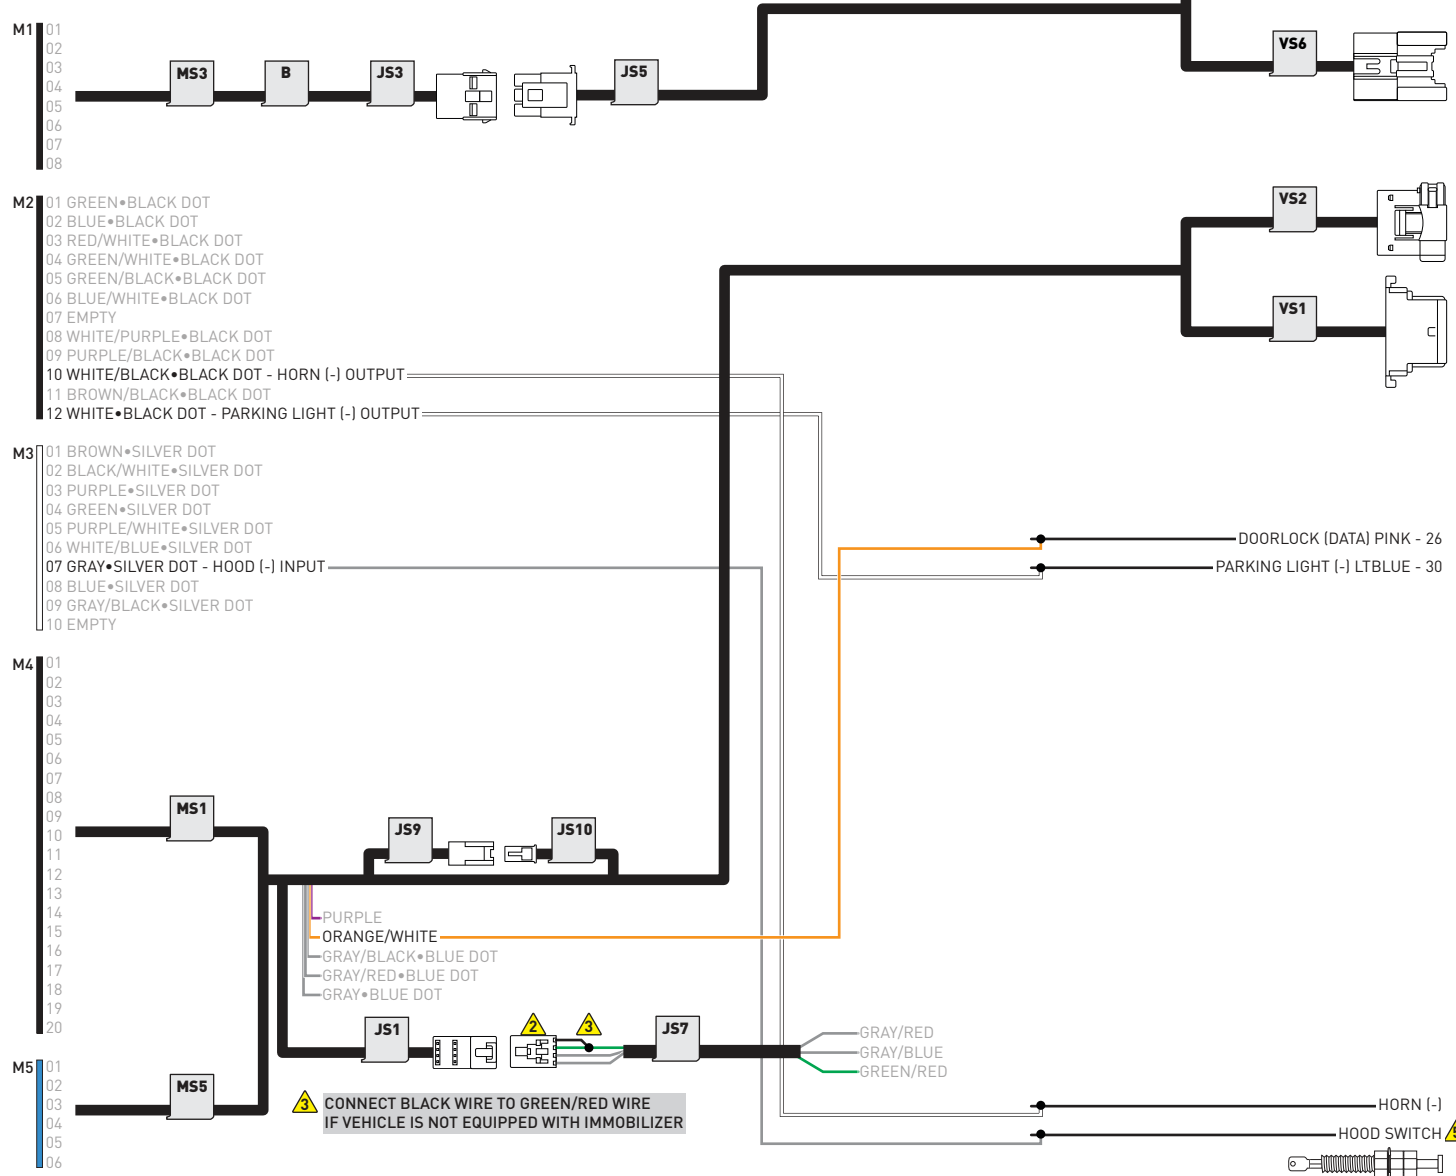 M1 01
02
03
04
05
06
07
08
MS3
B
JS3
JS5
VS6
M2 01 GREEN•BLACK DOT
02 BLUE•BLACK DOT
03 RED/WHITE•BLACK DOT
04 GREEN/WHITE•BLACK DOT
05 GREEN/BLACK•BLACK DOT
06 BLUE/WHITE•BLACK DOT
07 EMPTY
08 WHITE/PURPLE•BLACK DOT
09 PURPLE/BLACK•BLACK DOT
10 WHITE/BLACK•BLACK DOT - HORN (-) OUTPUT
11 BROWN/BLACK•BLACK DOT
12 WHITE•BLACK DOT - PARKING LIGHT (-) OUTPUT
VS2
VS1
M3 01 BROWN•SILVER DOT
02 BLACK/WHITE•SILVER DOT
03 PURPLE•SILVER DOT
04 GREEN•SILVER DOT
05 PURPLE/WHITE•SILVER DOT
06 WHITE/BLUE•SILVER DOT
07 GRAY•SILVER DOT - HOOD (-) INPUT
08 BLUE•SILVER DOT
09 GRAY/BLACK•SILVER DOT
10 EMPTY
DOORLOCK (DATA) PINK - 26
PARKING LIGHT (-) LTBLUE - 30
M4 01
02
03
04
05
06
07
08
09
10
11
12
13
14
15
16
17
18
19
20
MS1
JS9
JS10
PURPLE
ORANGE/WHITE
GRAY/BLACK•BLUE DOT
GRAY/RED•BLUE DOT
GRAY•BLUE DOT
JS1
2
3
JS7
GRAY/RED
GRAY/BLUE
GREEN/RED
M5 01
02
03
04
05
06
MS5
3 CONNECT BLACK WIRE TO GREEN/RED WIRE
IF VEHICLE IS NOT EQUIPPED WITH IMMOBILIZER
HORN (-)
HOOD SWITCH 5